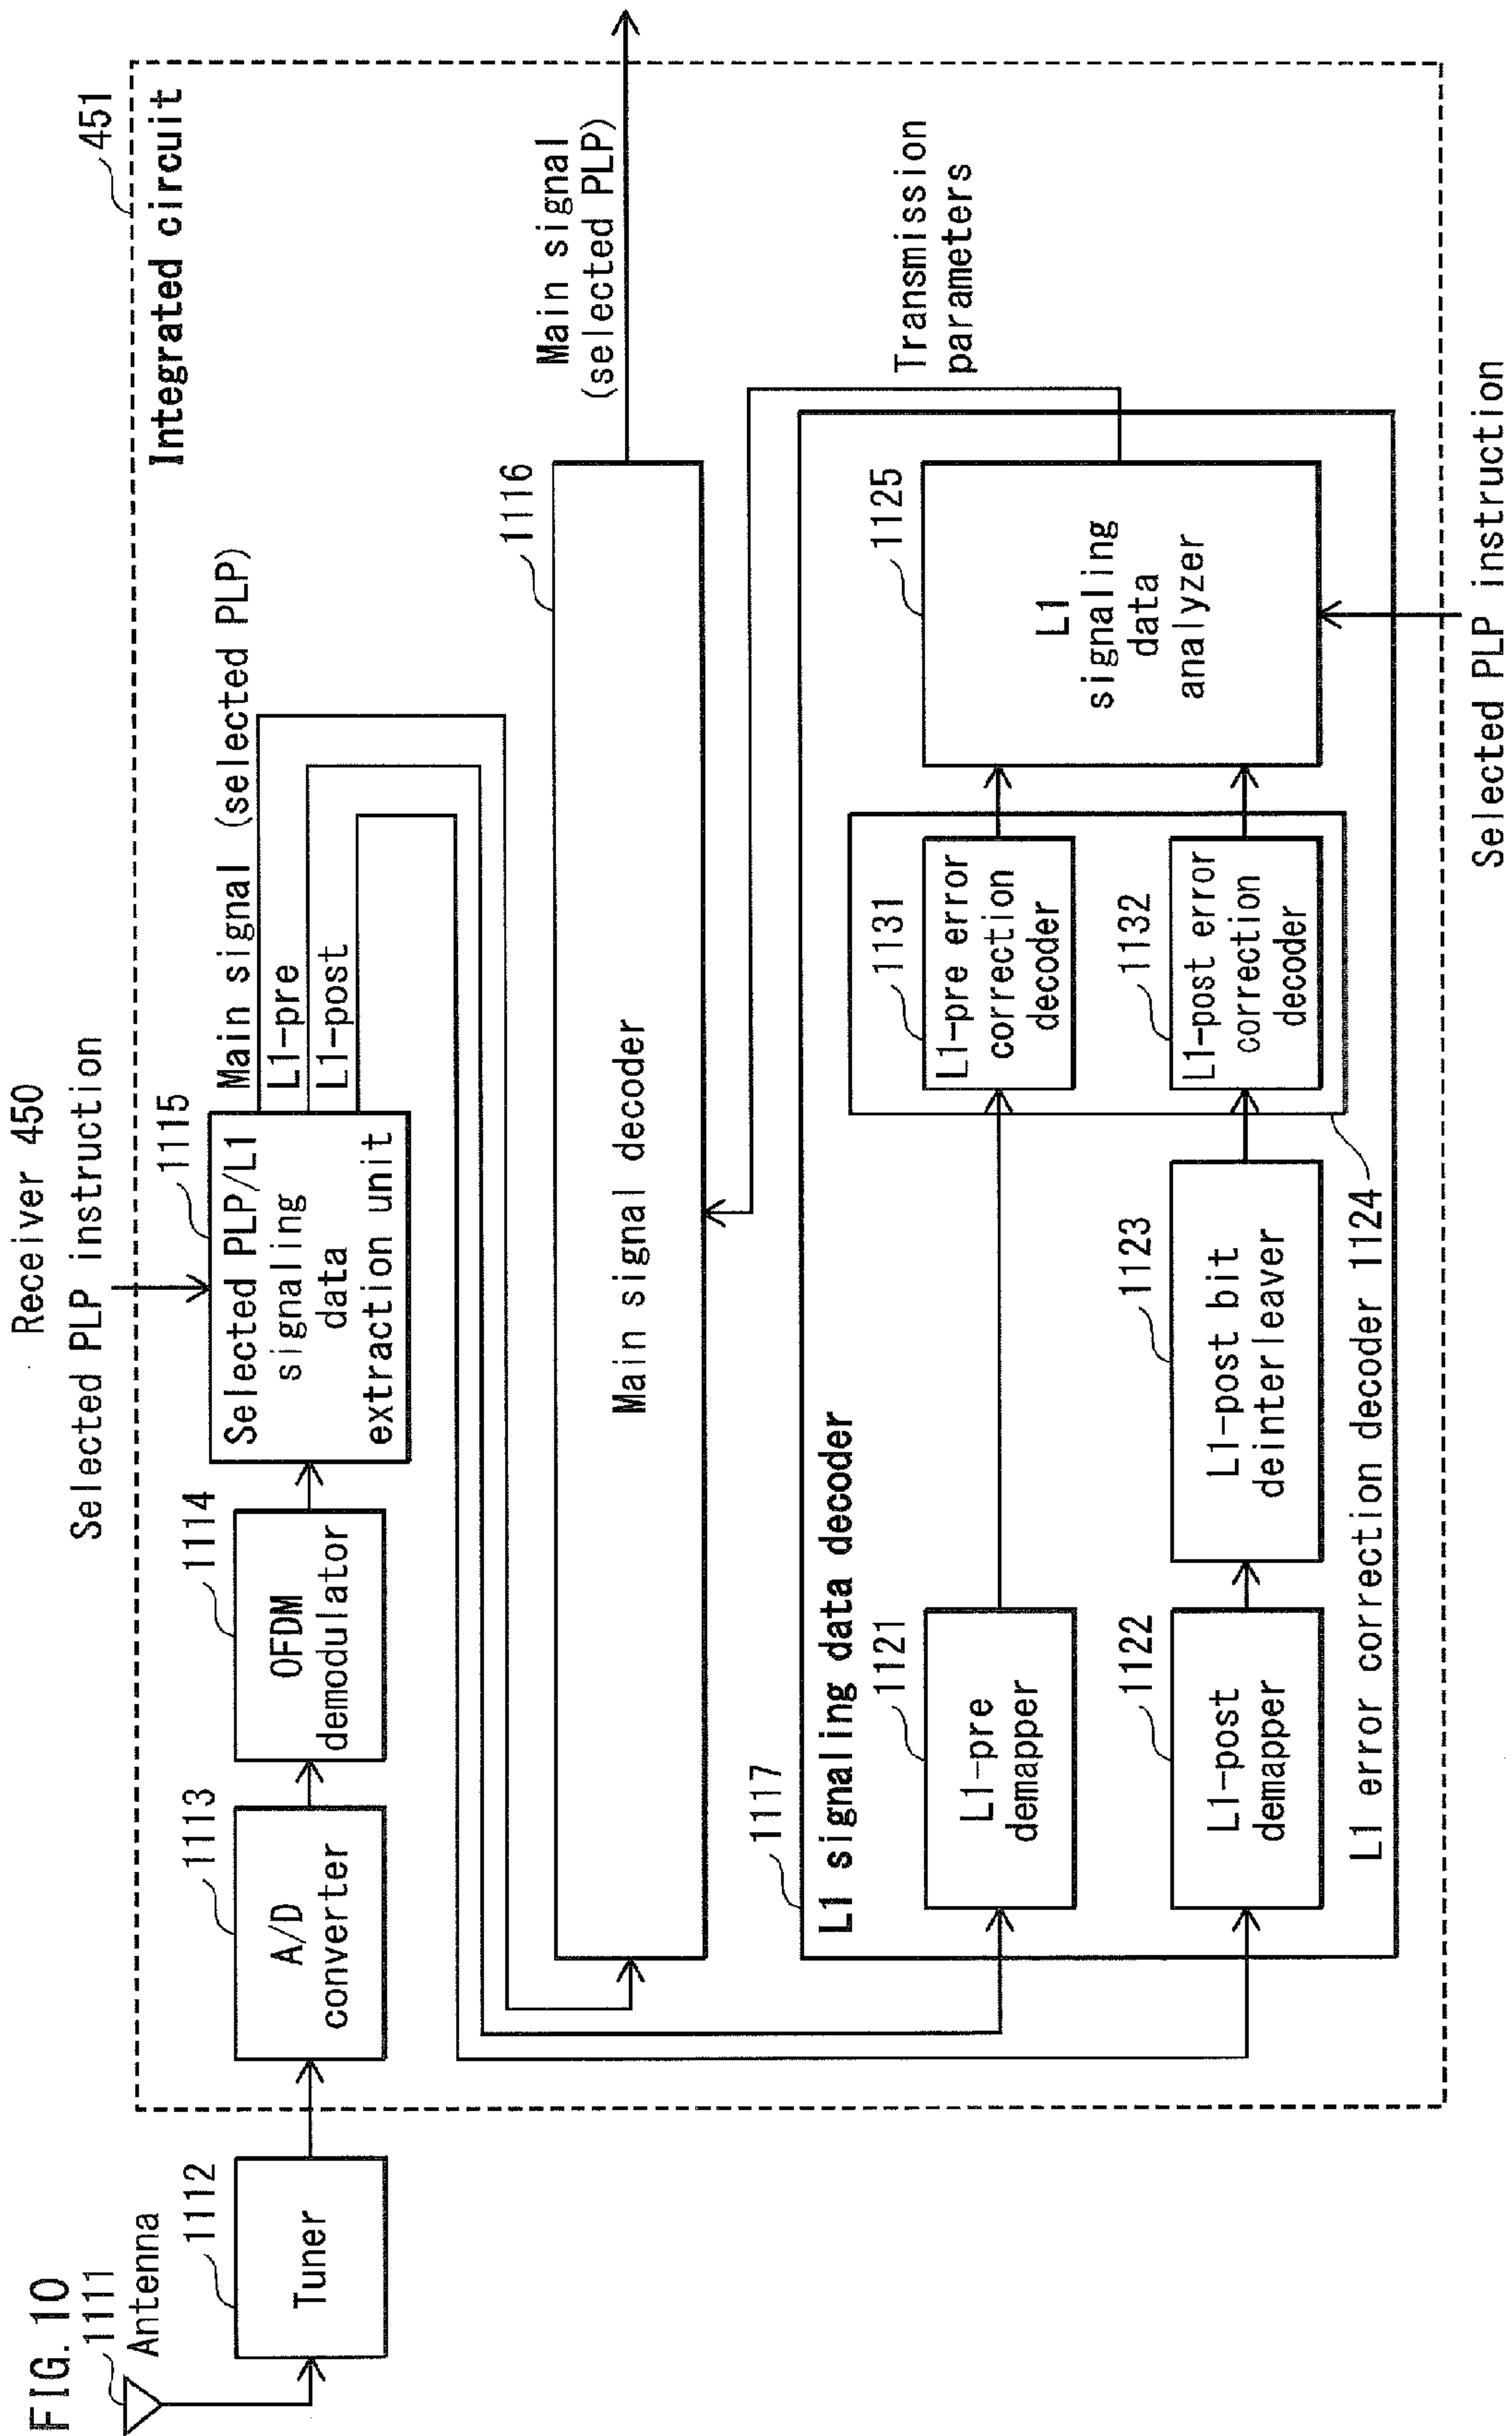 FIG. 10
Receiver 450
1111
Antenna
1112
Tuner
Selected PLP instruction
451
Integrated circuit
1113
A/D
converter
1114
OFDM
demodulator
1115
Selected PLP/L1
signaling
data
extraction unit
Main signal (selected PLP)
L1-pre
L1-post
1116
Main signal decoder
Main signal
(selected PLP)
1117
L1 signaling data decoder
Transmission
parameters
1121
L1-pre
demapper
1131
L1-pre error
correction
decoder
1125
L1
signaling
data
analyzer
1122
L1-post
demapper
1123
L1-post bit
deinterleaver
1132
L1-post error
correction
decoder
L1 error correction decoder 1124
Selected PLP instruction